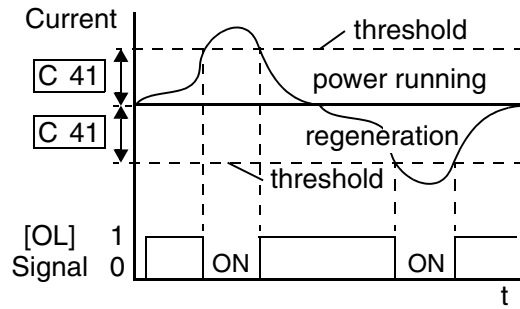 Current
threshold
C 41
power running
C 41
regeneration
threshold
[OL] 1
Signal 0
ON
ON
t